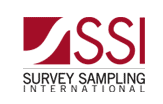 SSI
SURVEY SAMPLING
INTERNATIONAL